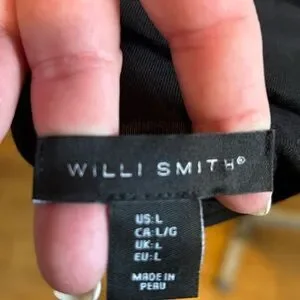 WILLI SMITH®
US: L
CA: L/G
UK: L
EU: L
MADE IN
PERU